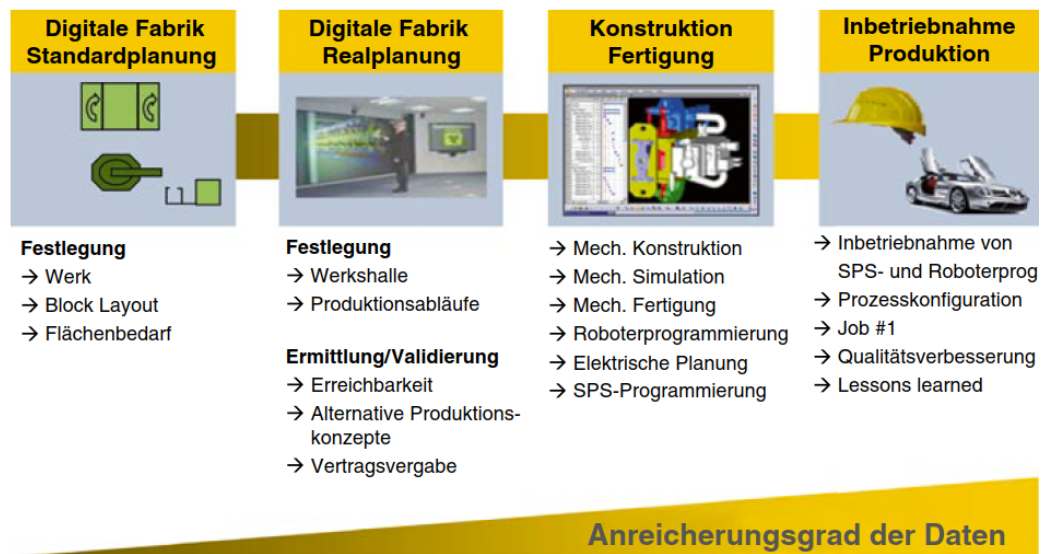 Digitale Fabrik
Standardplanung
Festlegung
→ Werk
→ Block Layout
→ Flächenbedarf
Digitale Fabrik
Realplanung
Festlegung
→ Werkshalle
→ Produktionsabläufe
Ermittlung/Validierung
→ Erreichbarkeit
→ Alternative Produktions-
konzepte
→ Vertragsvergabe
Konstruktion
Fertigung
→ Mech. Konstruktion
→ Mech. Simulation
→ Mech. Fertigung
→ Roboterprogrammierung
→ Elektrische Planung
→ SPS-Programmierung
Inbetriebnahme
Produktion
→ Inbetriebnahme von
SPS- und Roboterprog
→ Prozesskonfiguration
→ Job #1
→ Qualitätsverbesserung
→ Lessons learned
Anreicherungsgrad der Daten